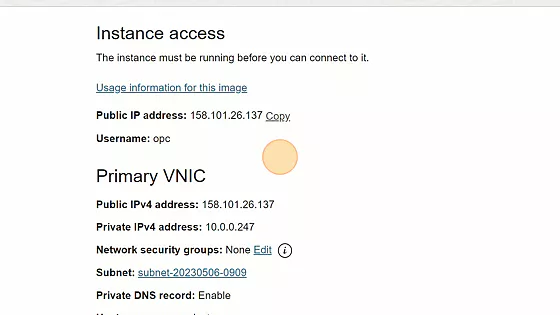 Instance access
The instance must be running before you can connect to it.
Usage information for this image
Public IP address: 158.101.26.137 Copy
Username: opc
Primary VNIC
Public IPv4 address: 158.101.26.137
Private IPv4 address: 10.0.0.247
Network security groups: None Edit i
Subnet: subnet-20230506-0909
Private DNS record: Enable